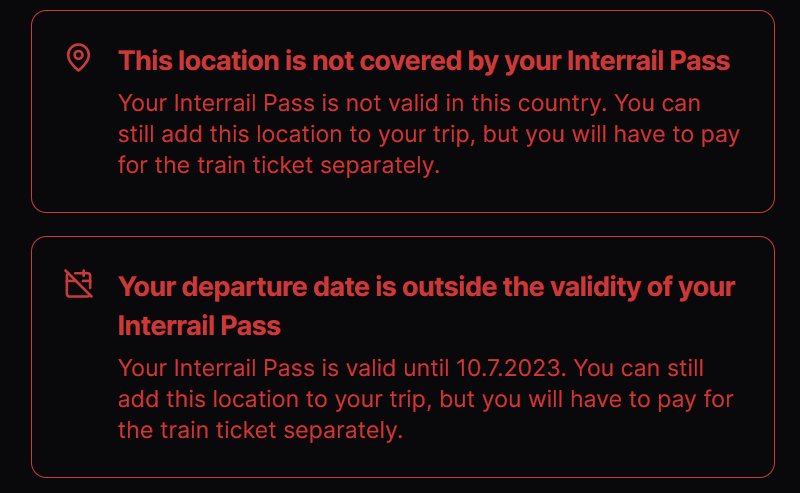 This location is not covered by your Interrail Pass
Your Interrail Pass is not valid in this country. You can
still add this location to your trip, but you will have to pay
for the train ticket separately.
Your departure date is outside the validity of your
Interrail Pass
Your Interrail Pass is valid until 10.7.2023. You can still
add this location to your trip, but you will have to pay for
the train ticket separately.